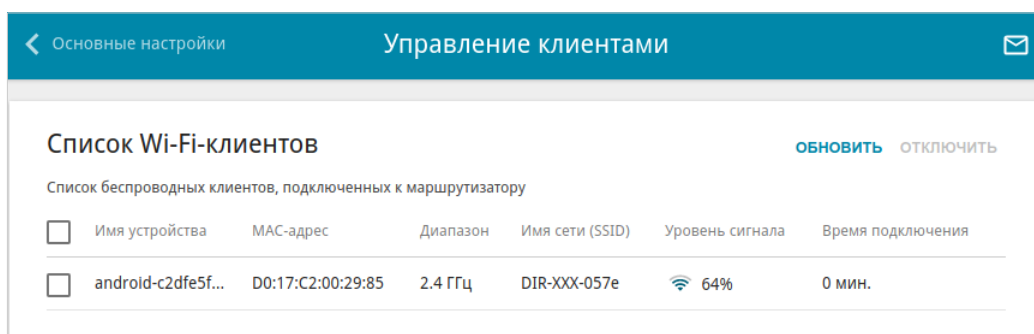 Основные настройки Управление клиентами
Список Wi-Fi-клиентов ОБНОВИТЬ ОТКЛЮЧИТЬ
Список беспроводных клиентов, подключенных к маршрутизатору
Имя устройства MAC-адрес Диапазон Имя сети (SSID) Уровень сигнала Время подключения
android-c2dfe5f... D0:17:C2:00:29:85 2.4 ГГц DIR-XXX-057e 64% 0 мин.